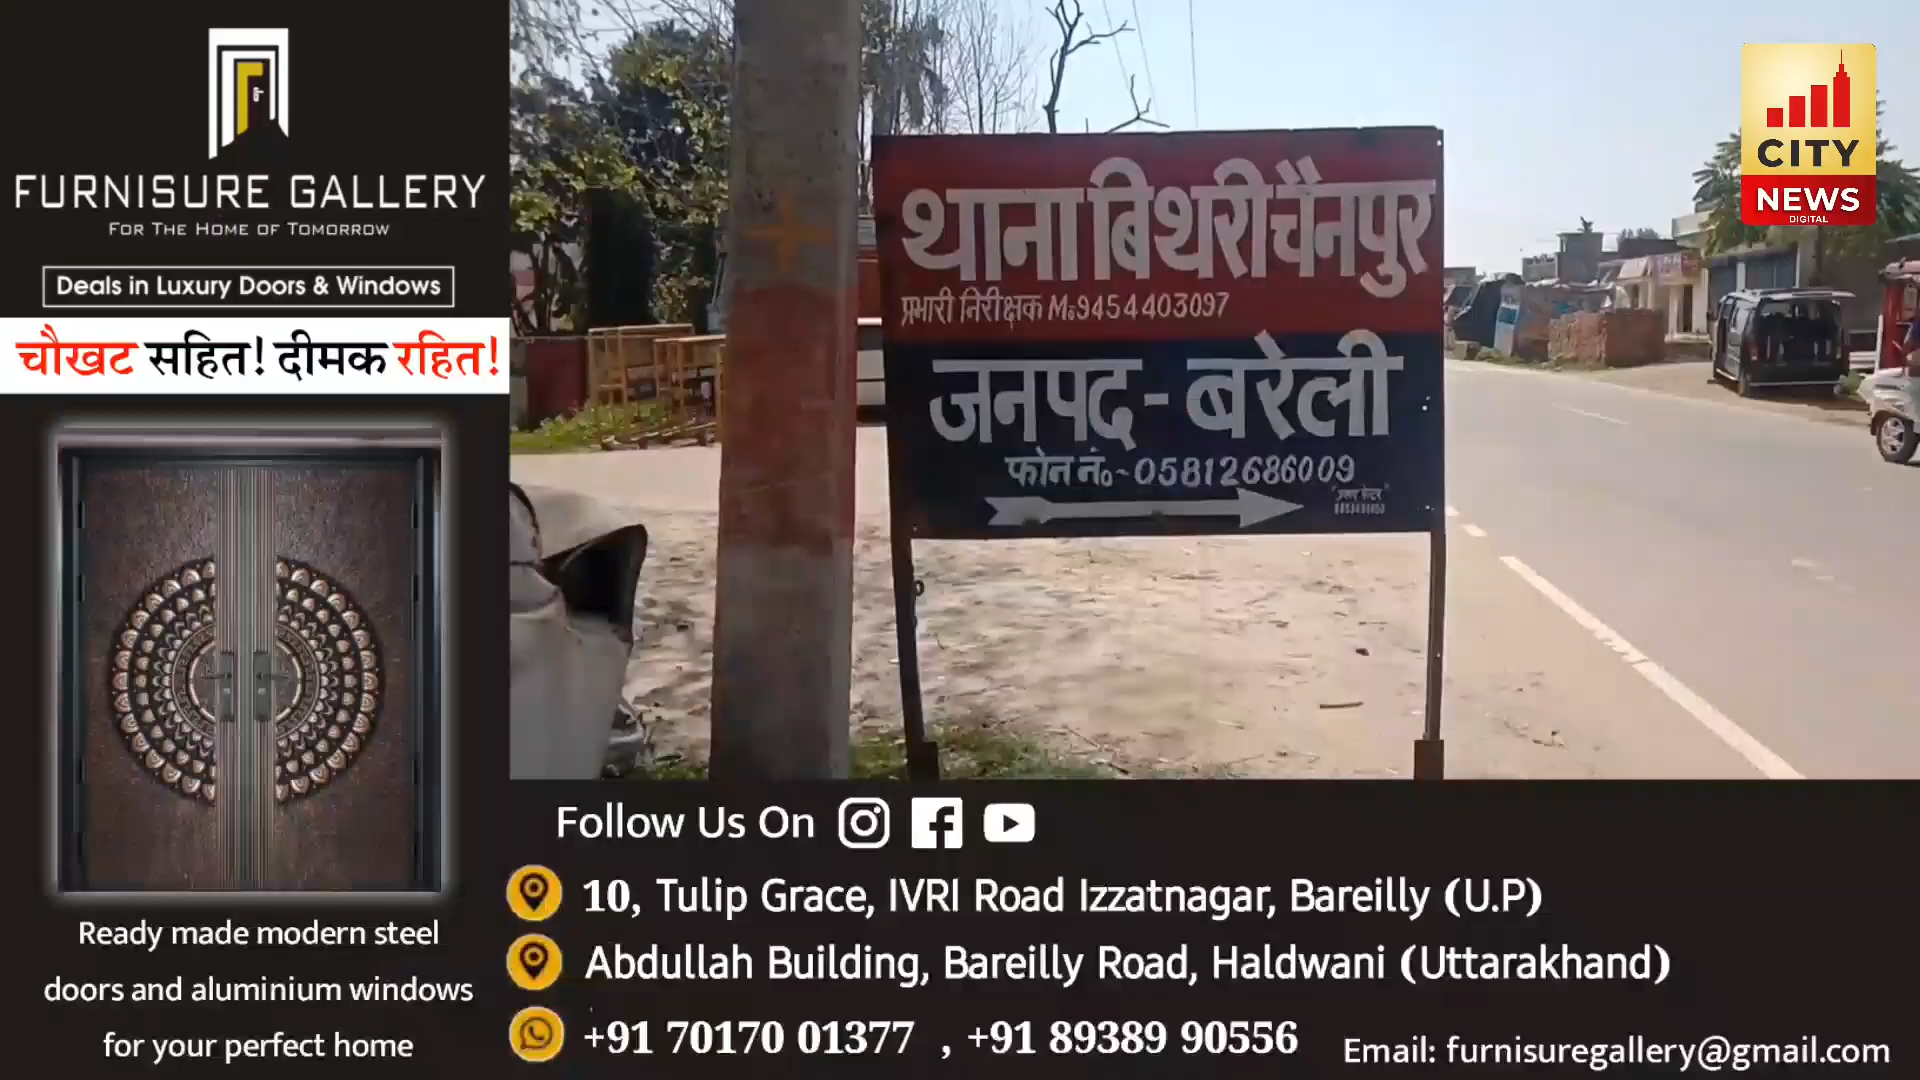 FURNISURE GALLERY
FOR THE HOME OF TOMORROW
Deals in Luxury Doors & Windows
चौखट सहित! दीमक रहित!
Ready made modern steel
doors and aluminium windows
for your perfect home
थाना बिथरी चैनपुर
प्रभारी निरीक्षक M॰9454403097
जनपद-बरेली
फोन नं॰-05812686009
CITY
NEWS
DIGITAL
Follow Us On
10, Tulip Grace, IVRI Road Izzatnagar, Bareilly (U.P)
Abdullah Building, Bareilly Road, Haldwani (Uttarakhand)
+91 70170 01377 , +91 89389 90556
Email: furnisuregallery@gmail.com